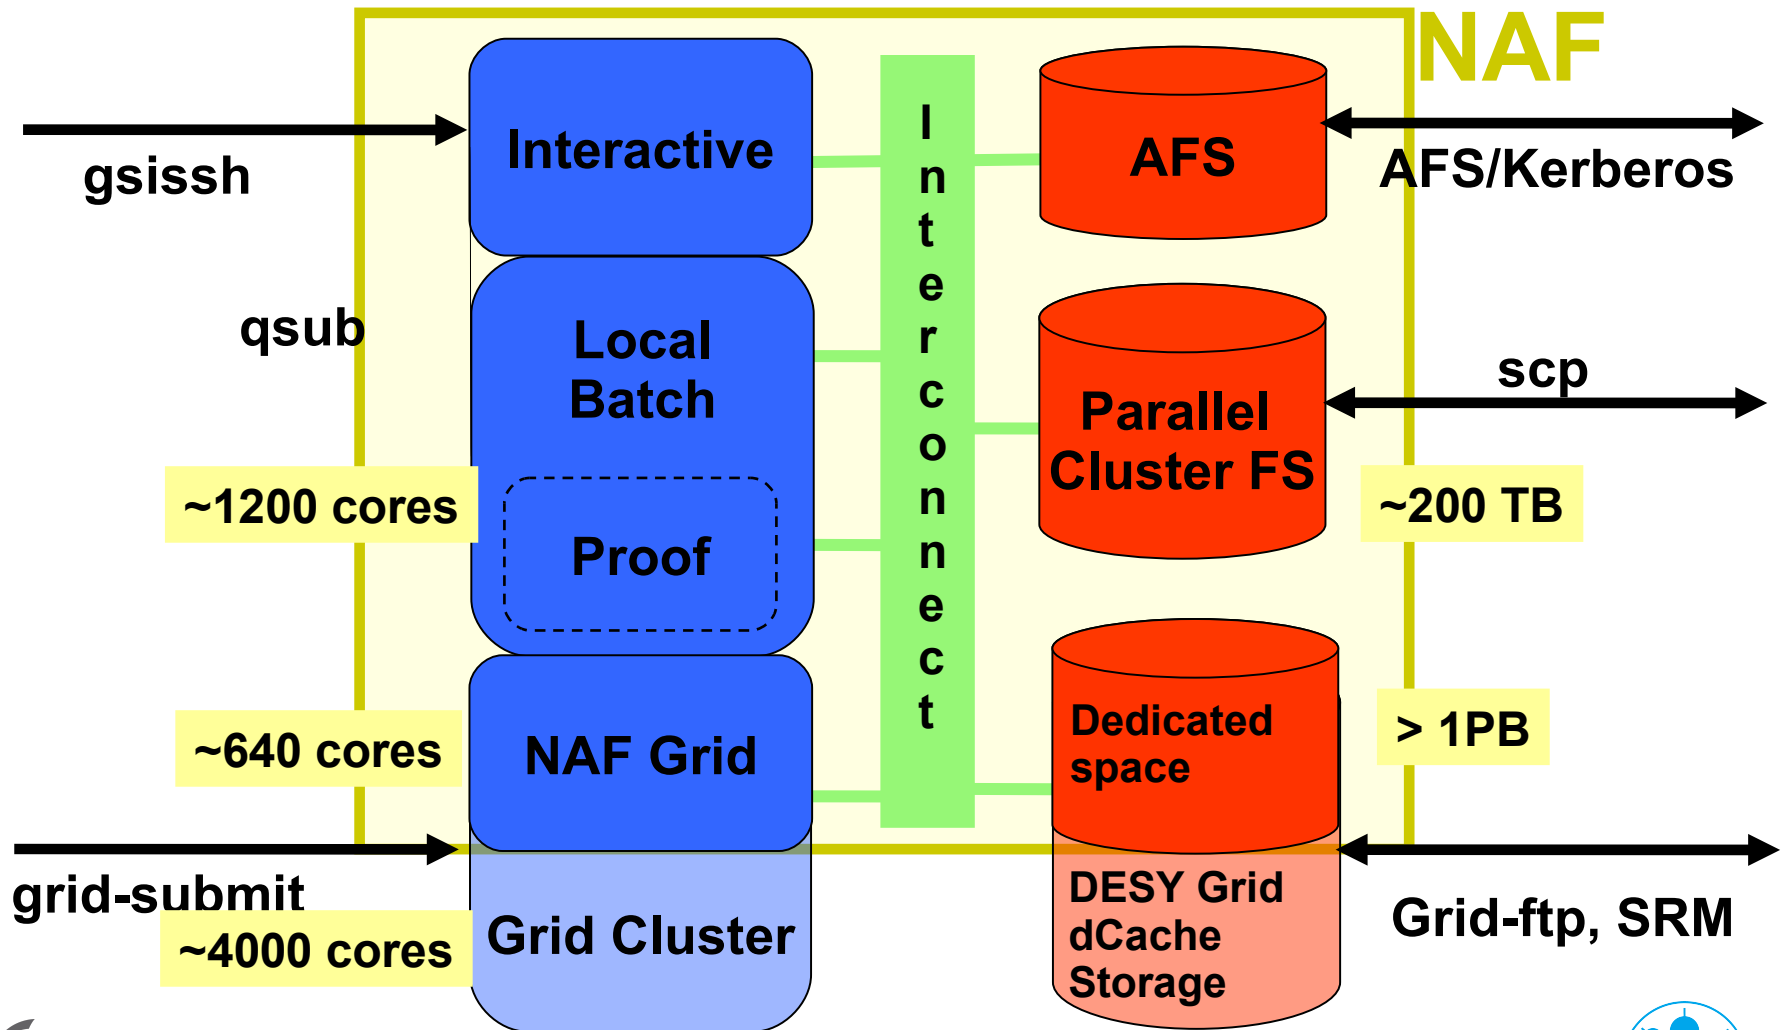 NAF
Interactive
gsissh
AFS
AFS/Kerberos
Interconnect
qsub
Local
Batch
scp
Parallel
Cluster FS
~1200 cores
~200 TB
Proof
~640 cores
NAF Grid
Dedicated
space
> 1PB
grid-submit
~4000 cores
Grid Cluster
DESY Grid
dCache
Storage
Grid-ftp, SRM